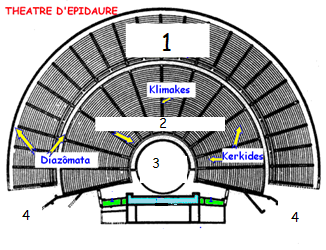 THEATRE D'EPIDAURE
1
Klimakes
2
Diazômata
3
Kerkides
4
4